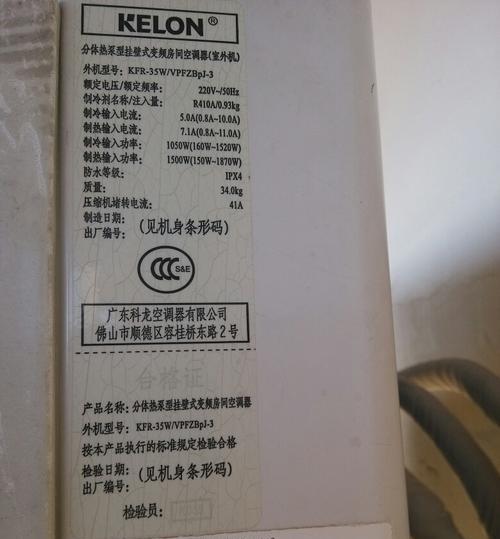 KELON®
分体热泵型挂壁式变频房间空调器(室外机)
外机型号: KFR-35W/VPFZBpJ-3
额定电压/额定频率: 220V~/50Hz
制冷剂名称/注入量: R410A/0.93kg
制冷输入电流: 5.0A(0.8A~10.0A)
制热输入电流: 7.1A(0.8A~11.0A)
制冷输入功率: 1050W(160W~1520W)
制热输入功率: 1500W(150W~1870W)
防水等级: IPX4
质量: 34.0kg
压缩机堵转电流: 41A
制造日期:
出厂编号: (见机身条形码)
CCC S&E
广东科龙空调器有限公司
佛山市顺德区容桂桥东路2号
合格证
产品名称: 分体热泵型挂壁式变频房间空调器
外机型号: KFR-35W/VPFZBpJ-3
按本产品执行的标准规定检验合格
检验日期:
出厂编号: (见机身条形码)
检验员: